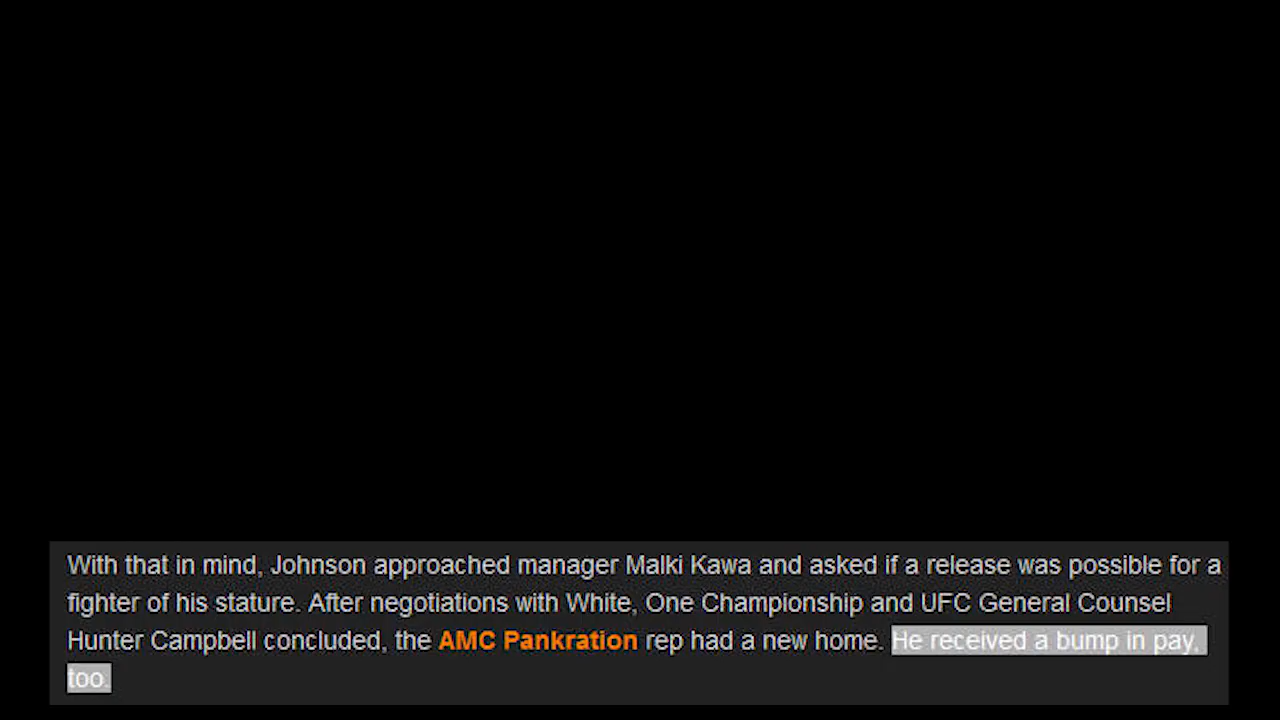 With that in mind, Johnson approached manager Malki Kawa and asked if a release was possible for a
fighter of his stature. After negotiations with White, One Championship and UFC General Counsel
Hunter Campbell concluded, the AMC Pankration rep had a new home. He received a bump in pay,
too.